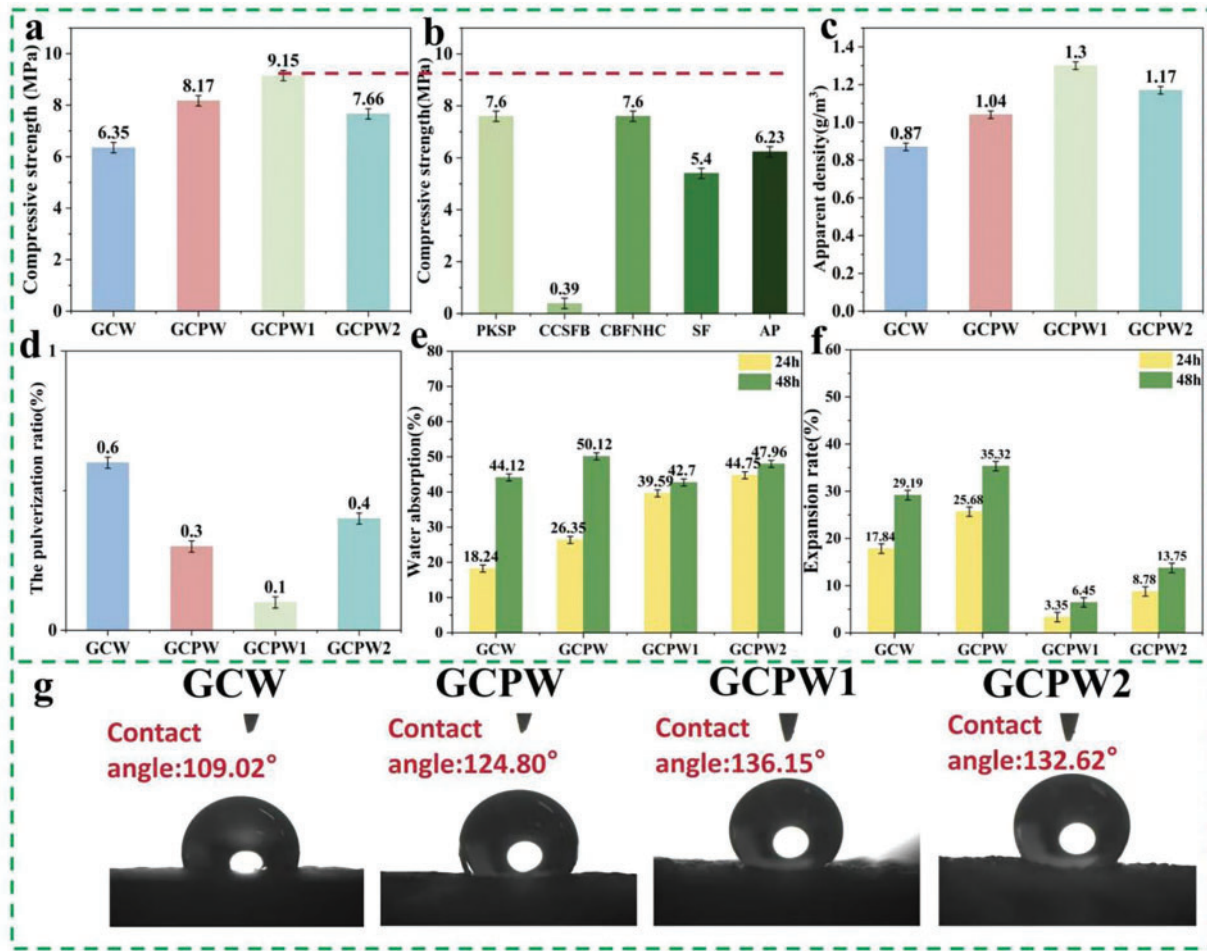 a
Compressive strength (MPa)
10
8
6
4
2
0
6.35
8.17
9.15
7.66
GCW
GCPW
GCPW1
GCPW2
b
Compressive strength(MPa)
10
8
6
4
2
0
7.6
0.39
7.6
5.4
6.23
PKSP
CCSFB
CBFNHC
SF
AP
c
Apparent density(g/m³)
1.4
1.2
1.0
0.8
0.6
0.4
0.2
0.0
0.87
1.04
1.3
1.17
GCW
GCPW
GCPW1
GCPW2
d
The pulverization ratio(%)
1
0
0.6
0.3
0.1
0.4
GCW
GCPW
GCPW1
GCPW2
e
Water absorption(%)
80
70
60
50
40
30
20
10
0
24h
48h
18.24
44.12
26.35
50.12
39.59
42.7
44.75
47.96
GCW
GCPW
GCPW1
GCPW2
f
Expansion rate(%)
60
50
40
30
20
10
0
24h
48h
17.84
29.19
25.68
35.32
3.35
6.45
8.78
13.75
GCW
GCPW
GCPW1
GCPW2
g
GCW
Contact
angle:109.02°
GCPW
Contact
angle:124.80°
GCPW1
Contact
angle:136.15°
GCPW2
Contact
angle:132.62°